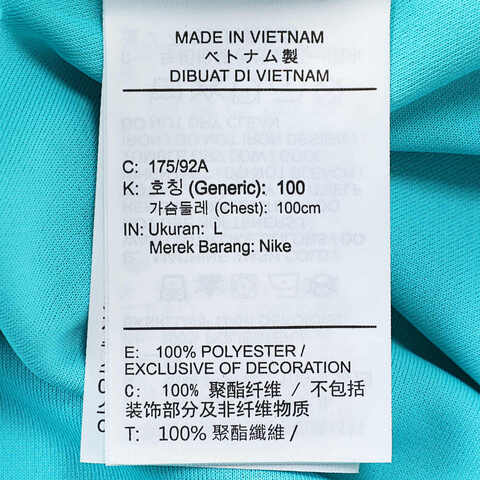 MADE IN VIETNAM
ベトナム製
DIBUAT DI VIETNAM
C: 175/92A
K: 호칭 (Generic): 100
가슴둘레 (Chest): 100cm
IN: Ukuran: L
Merek Barang: Nike
E: 100% POLYESTER /
EXCLUSIVE OF DECORATION
C: 100% 聚酯纤维 / 不包括
装饰部分及非纤维物质
T: 100% 聚酯纖維 /